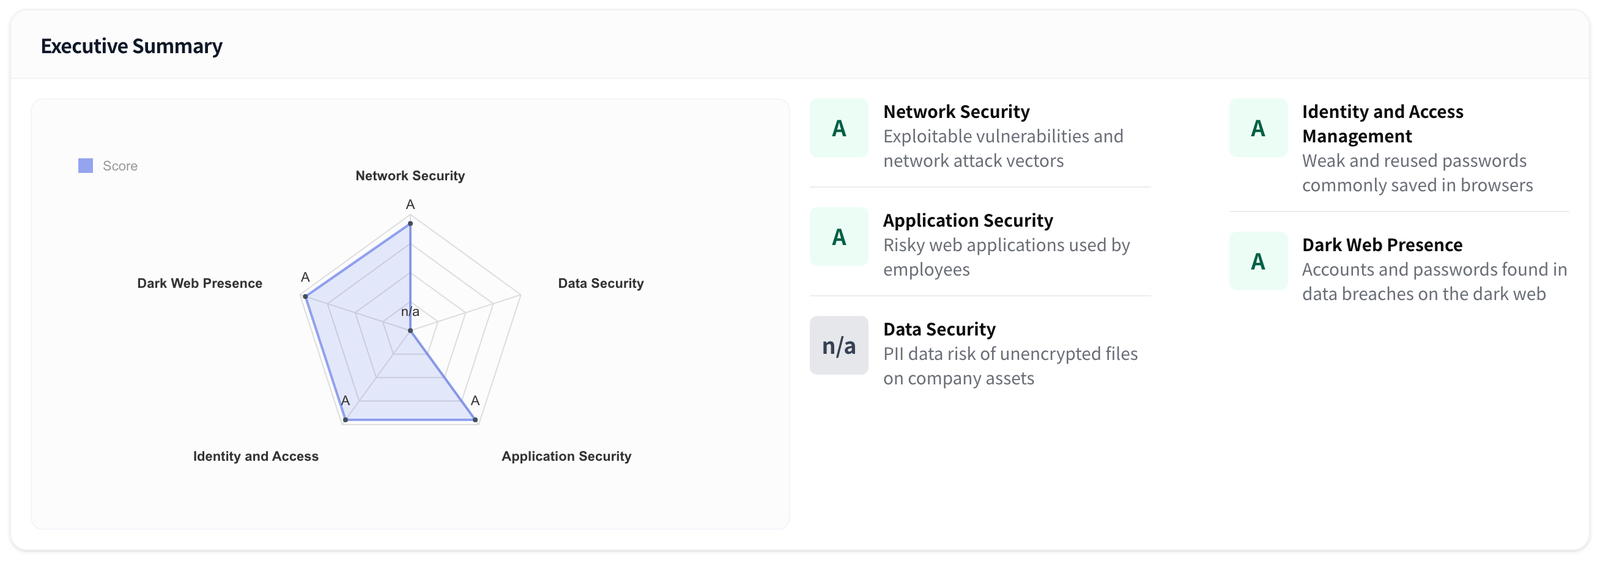 Executive Summary
Score
Network Security
A
Dark Web Presence
A
Data Security
n/a
A
A
Identity and Access
Application Security
A
Network Security
Exploitable vulnerabilities and
network attack vectors
A
Application Security
Risky web applications used by
employees
n/a
Data Security
PII data risk of unencrypted files
on company assets
A
Identity and Access
Management
Weak and reused passwords
commonly saved in browsers
A
Dark Web Presence
Accounts and passwords found in
data breaches on the dark web